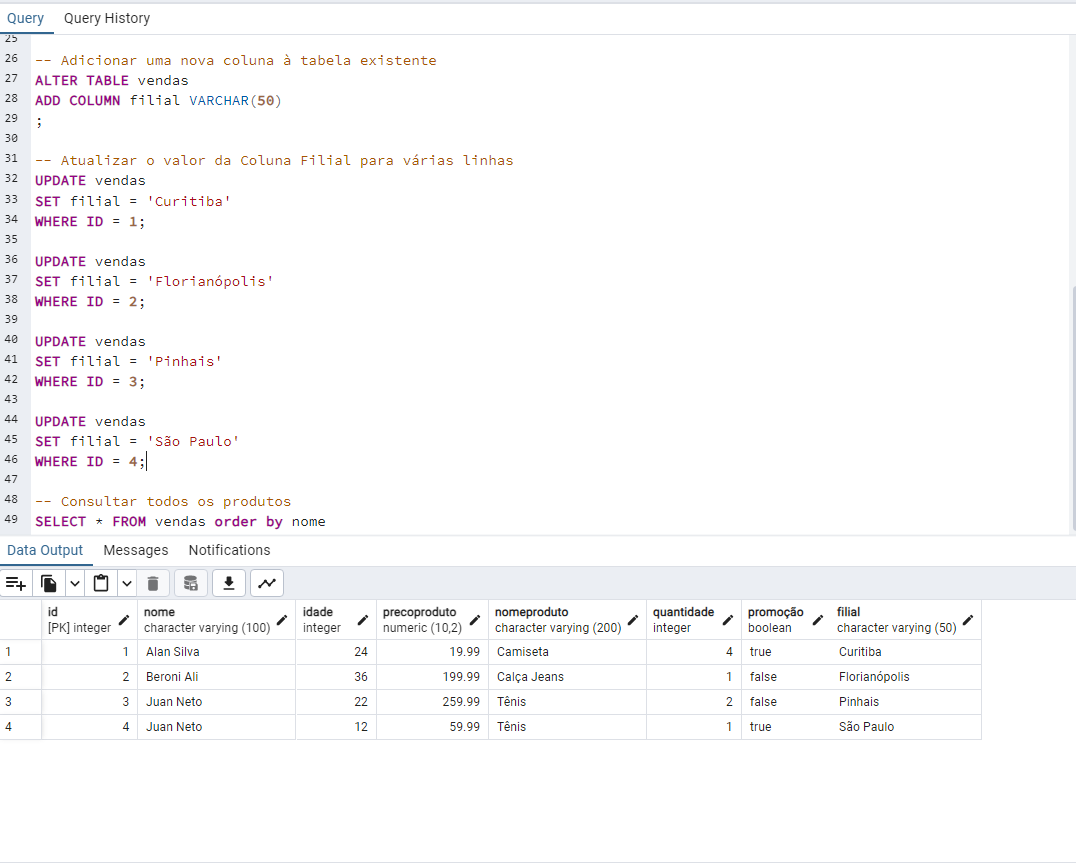 Query Query History
25
26 -- Adicionar uma nova coluna à tabela existente
27 ALTER TABLE vendas
28 ADD COLUMN filial VARCHAR(50)
29 ;
30
31 -- Atualizar o valor da Coluna Filial para várias linhas
32 UPDATE vendas
33 SET filial = 'Curitiba'
34 WHERE ID = 1;
35
36 UPDATE vendas
37 SET filial = 'Florianópolis'
38 WHERE ID = 2;
39
40 UPDATE vendas
41 SET filial = 'Pinhais'
42 WHERE ID = 3;
43
44 UPDATE vendas
45 SET filial = 'São Paulo'
46 WHERE ID = 4;
47
48 -- Consultar todos os produtos
49 SELECT * FROM vendas order by nome
Data Output Messages Notifications
id nome idade precoproduto nomeproduto quantidade promoção filial
[PK] integer character varying (100) integer numeric (10,2) character varying (200) integer boolean character varying (50)
1 1 Alan Silva 24 19.99 Camiseta 4 true Curitiba
2 2 Beroni Ali 36 199.99 Calça Jeans 1 false Florianópolis
3 3 Juan Neto 22 259.99 Tênis 2 false Pinhais
4 4 Juan Neto 12 59.99 Tênis 1 true São Paulo